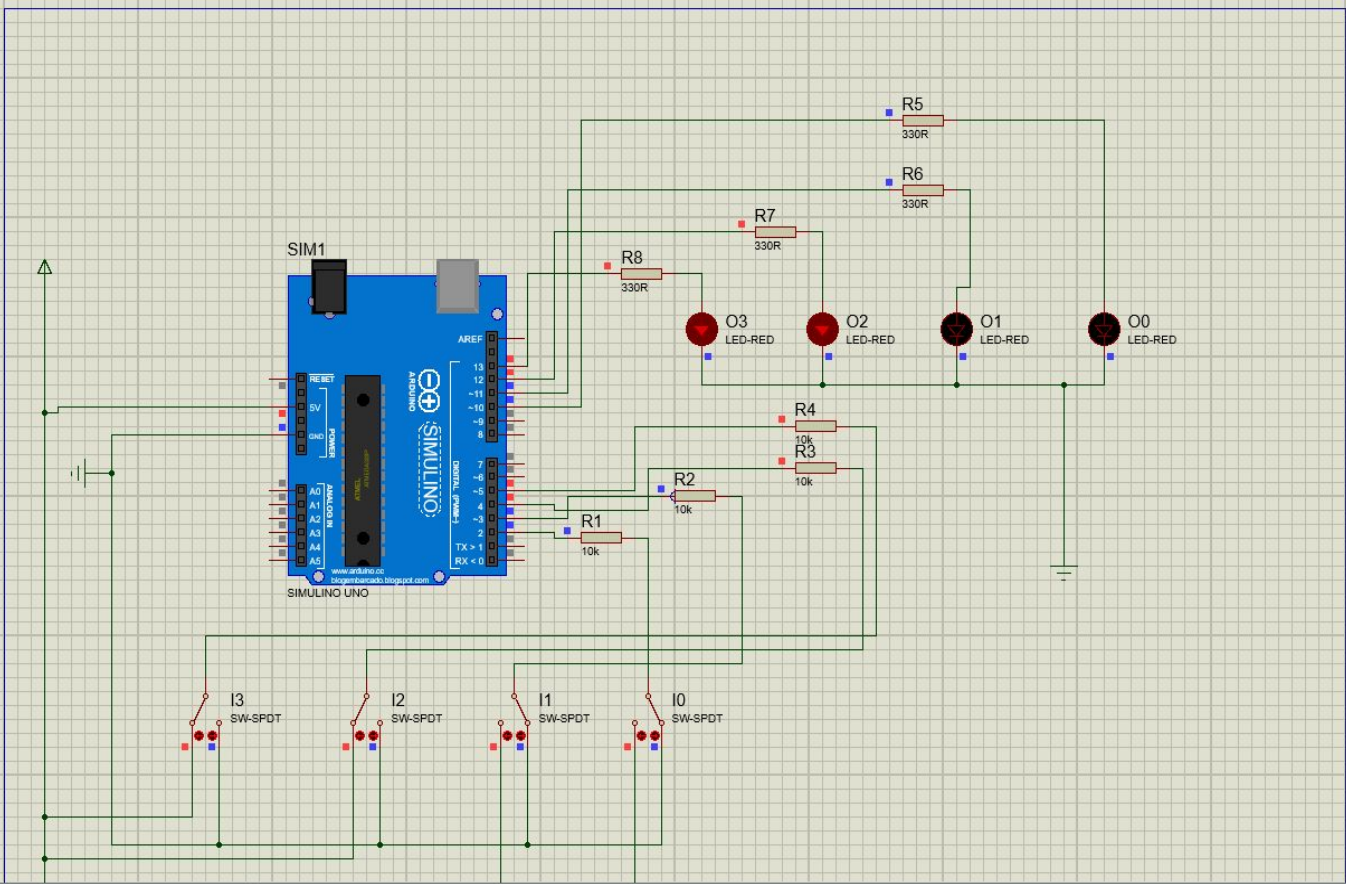 R5
330R
R6
330R
R7
330R
R8
330R
SIM1
O3
LED-RED
O2
LED-RED
O1
LED-RED
O0
LED-RED
AREF
13
12
~11
~10
~9
8
7
~6
~5
4
~3
2
TX > 1
RX < 0
RESET
5V
GND
POWER
A0
A1
A2
A3
A4
A5
ANALOG IN
ARDUINO
SIMULINO
DIGITAL (PWM~)
ATMEL
www.arduino.cc
blogembarcado.blogspot.com
SIMULINO UNO
R4
10k
R3
10k
R2
10k
R1
10k
I3
SW-SPDT
I2
SW-SPDT
I1
SW-SPDT
I0
SW-SPDT